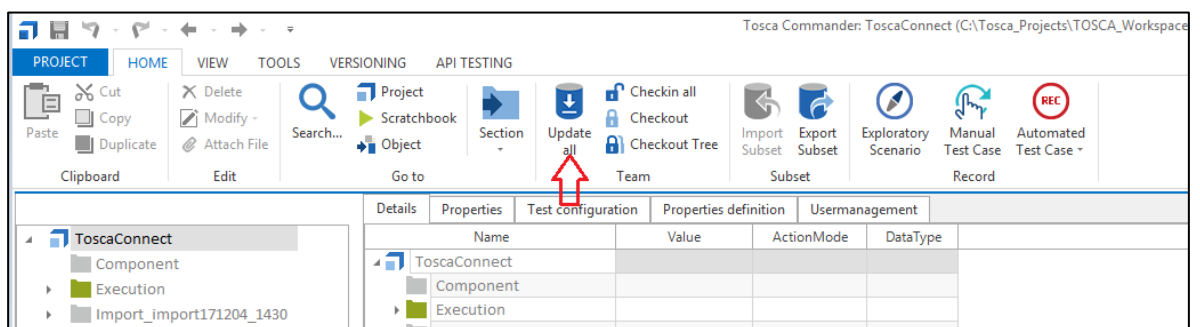 Tosca Commander: ToscaConnect (C:\Tosca_Projects\TOSCA_Workspace
PROJECT HOME VIEW TOOLS VERSIONING API TESTING
Paste
Cut
Copy
Duplicate
Clipboard
Delete
Modify
Attach File
Edit
Search...
Project
Scratchbook
Object
Section
Go to
Update
all
Checkin all
Checkout
Checkout Tree
Team
Import
Subset
Export
Subset
Subset
Exploratory
Scenario
Manual
Test Case
REC
Automated
Test Case
Record
ToscaConnect
Component
Execution
Import_import171204_1430
Details Properties Test configuration Properties definition Usermanagement
Name Value ActionMode DataType
ToscaConnect
Component
Execution